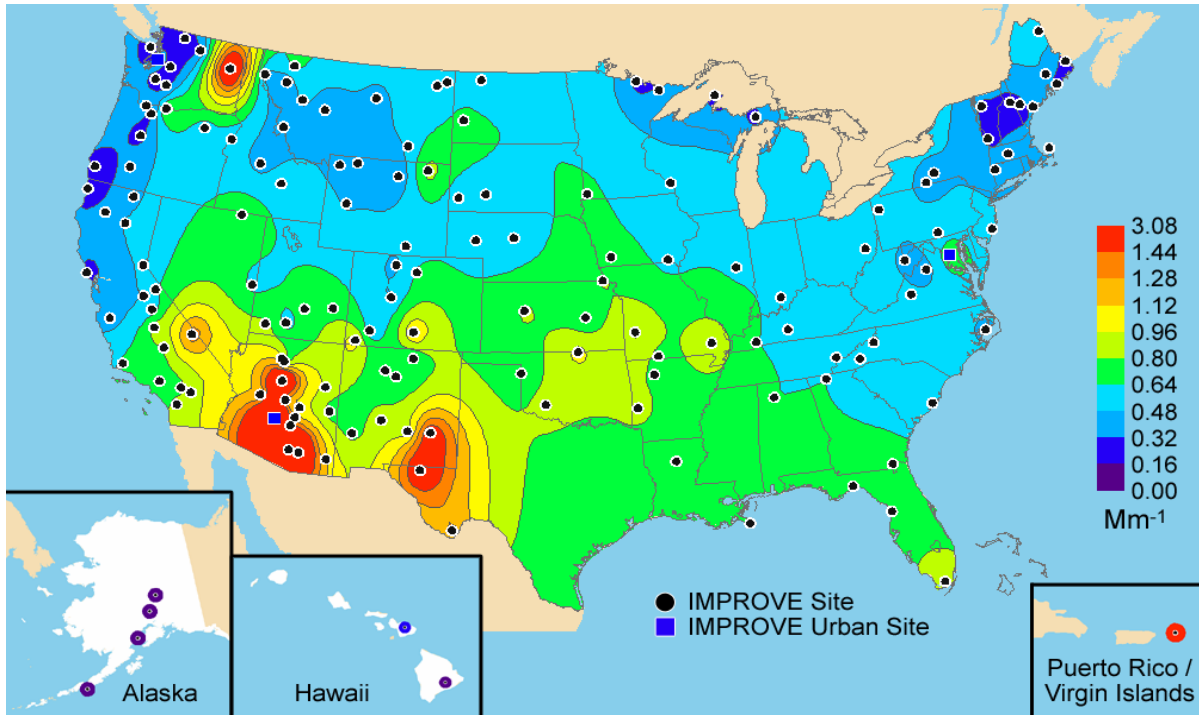 3.08
1.44
1.28
1.12
0.96
0.80
0.64
0.48
0.32
0.16
0.00
Mm⁻¹
IMPROVE Site
IMPROVE Urban Site
Alaska
Hawaii
Puerto Rico /
Virgin Islands